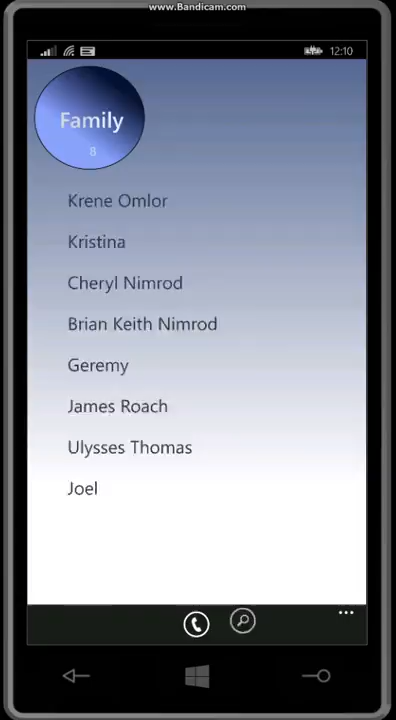 www.Bandicam.com
12:10
Family
8
Krene Omlor
Kristina
Cheryl Nimrod
Brian Keith Nimrod
Geremy
James Roach
Ulysses Thomas
Joel